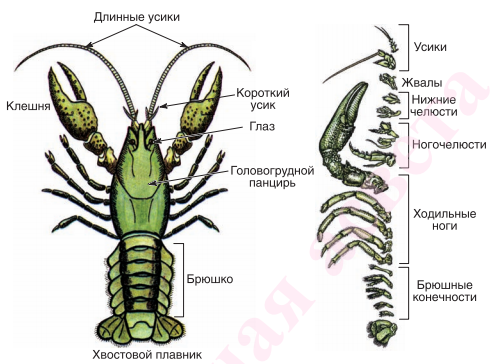 Длинные усики
Клешня
Короткий
усик
Глаз
Головогрудной
панцирь
Брюшко
Хвостовой плавник
Усики
Жвалы
Нижние
челюсти
Ногочелюсти
Ходильные
ноги
Брюшные
конечности